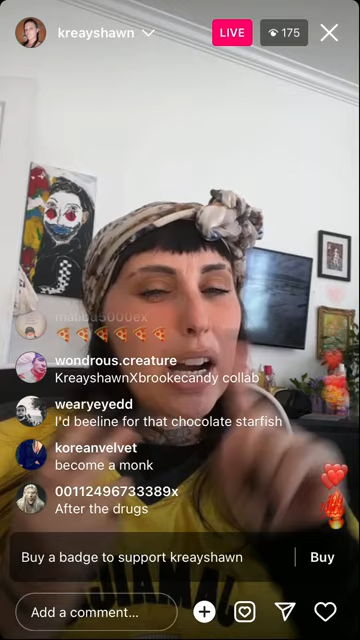 kreayshawn
LIVE
175
🍕🍕🍕🍕🍕🍕
wondrous.creature
KreayshawnXbrookecandy collab
wearyeyedd
I'd beeline for that chocolate starfish
koreanvelvet
become a monk
00112496733389x
After the drugs
Buy a badge to support kreayshawn
Buy
Add a comment...